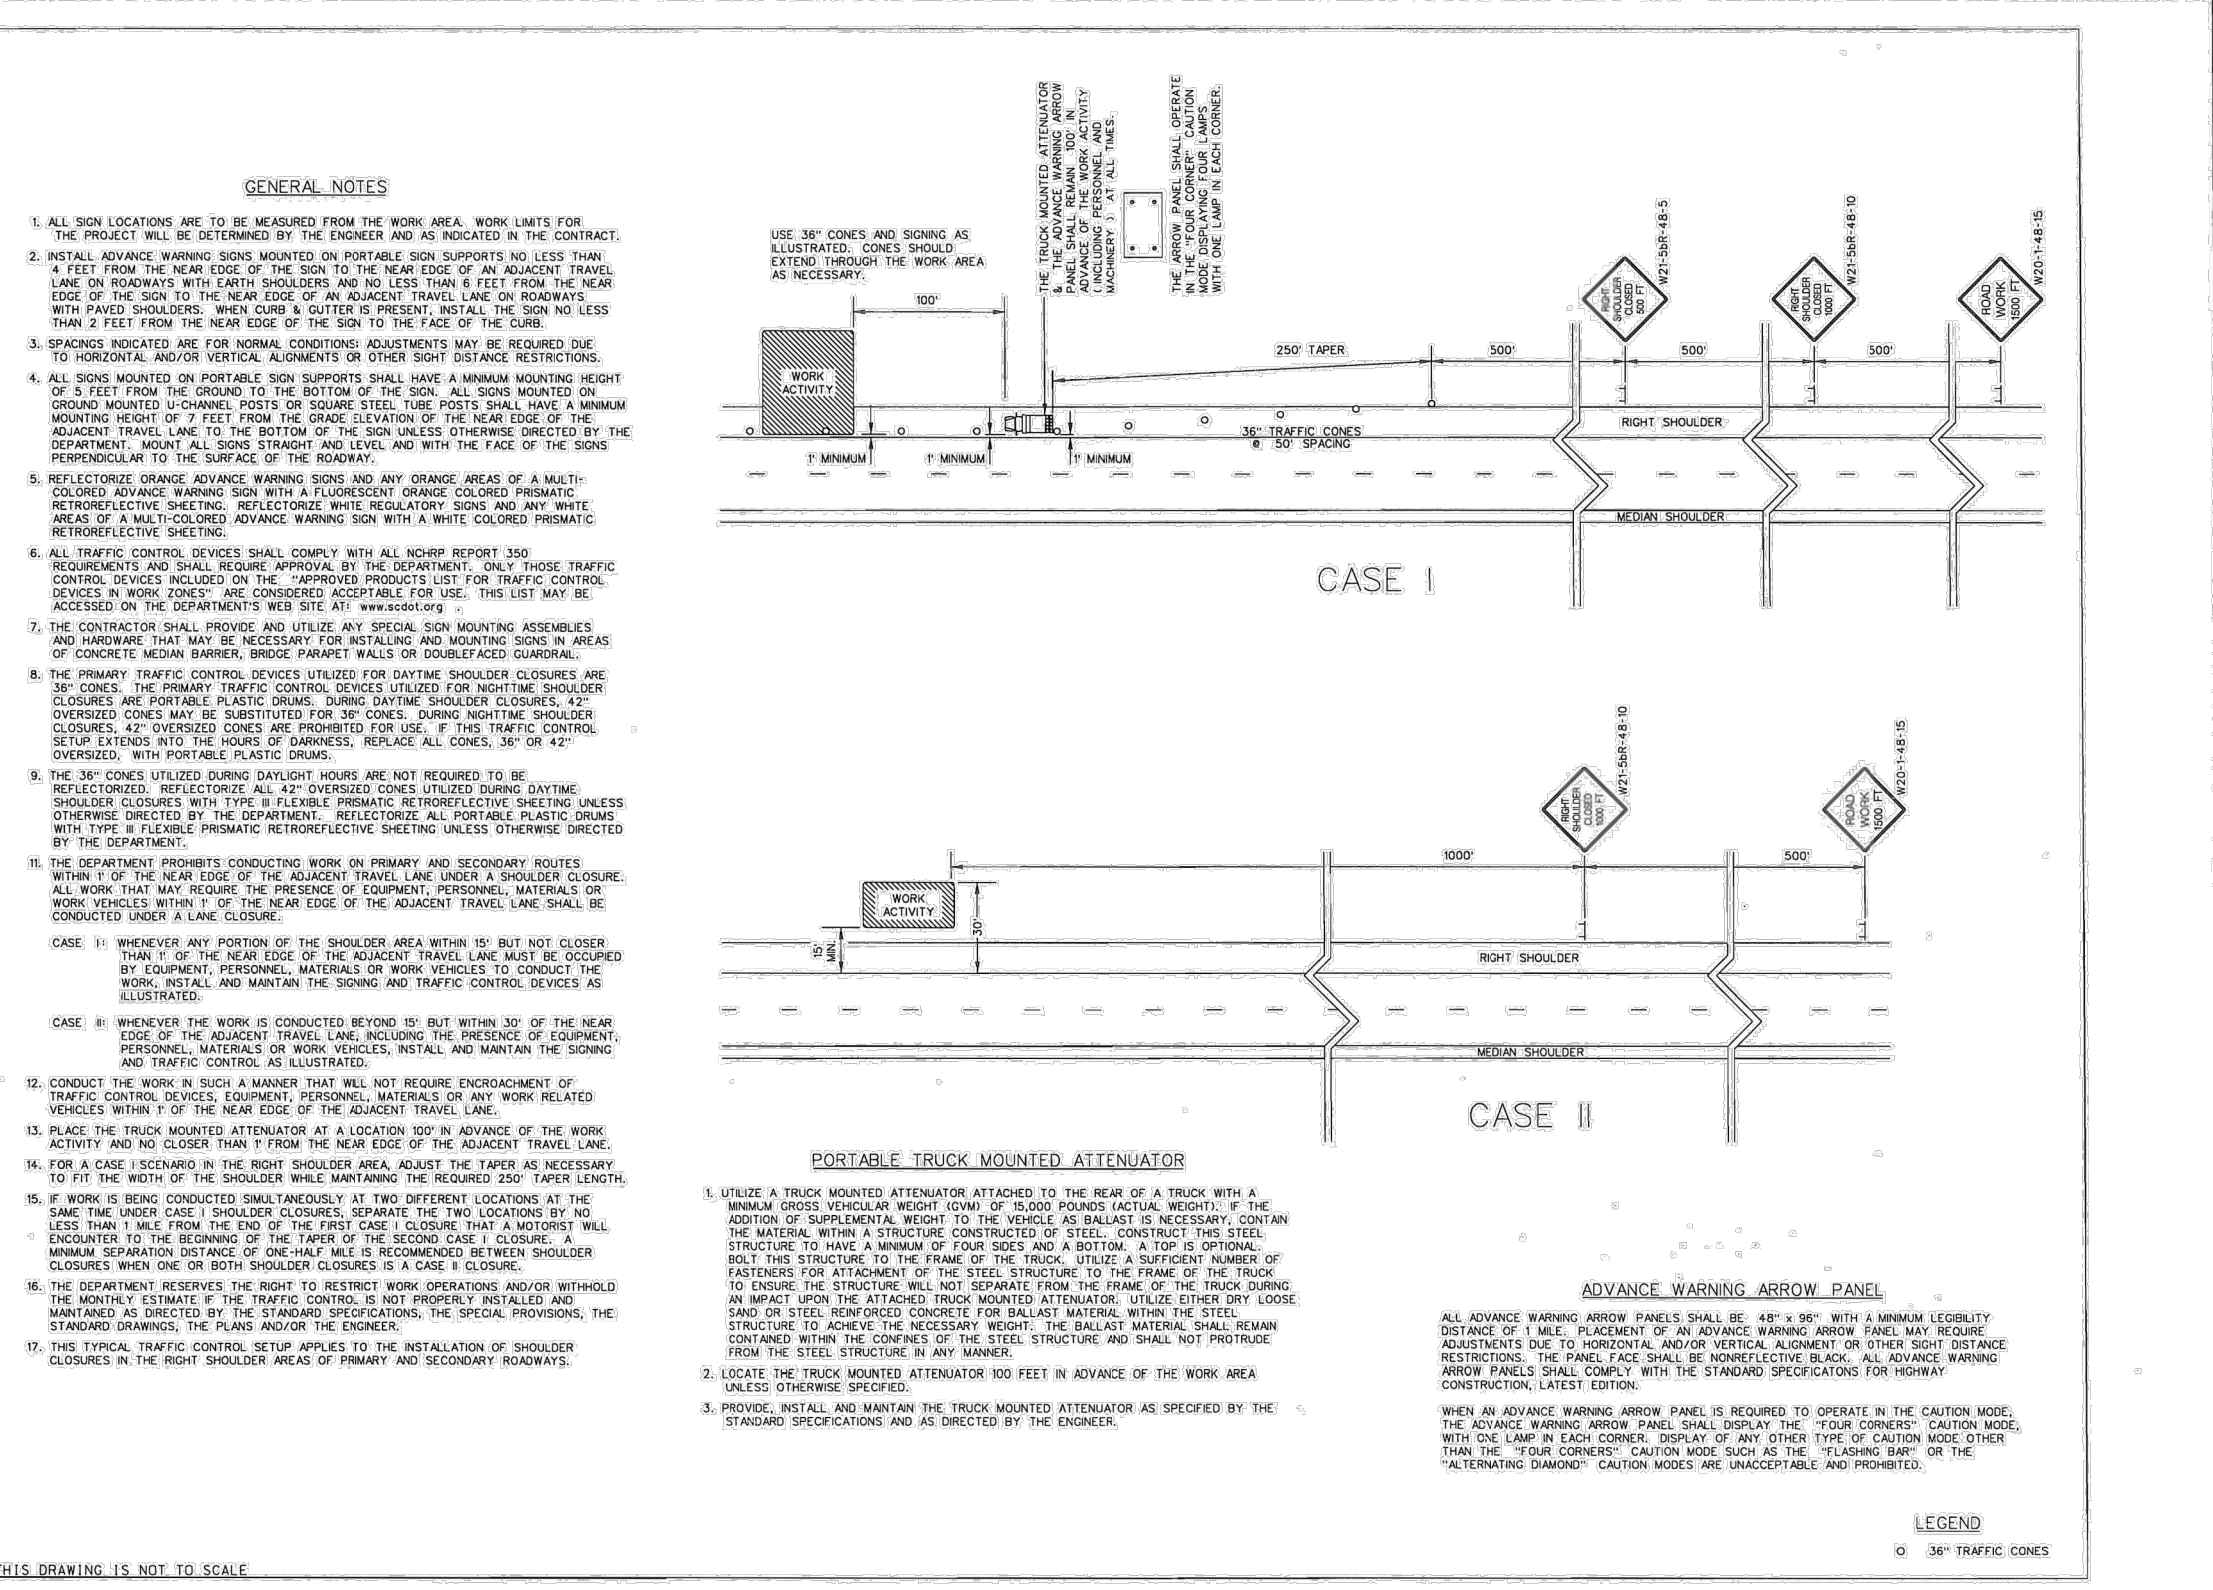 GENERAL NOTES
1. ALL SIGN LOCATIONS ARE TO BE MEASURED FROM THE WORK AREA. WORK LIMITS FOR
THE PROJECT WILL BE DETERMINED BY THE ENGINEER AND AS INDICATED IN THE CONTRACT.
2. INSTALL ADVANCE WARNING SIGNS MOUNTED ON PORTABLE SIGN SUPPORTS NO LESS THAN
4 FEET FROM THE NEAR EDGE OF THE SIGN TO THE NEAR EDGE OF AN ADJACENT TRAVEL
LANE ON ROADWAYS WITH EARTH SHOULDERS AND NO LESS THAN 6 FEET FROM THE NEAR
EDGE OF THE SIGN TO THE NEAR EDGE OF AN ADJACENT TRAVEL LANE ON ROADWAYS
WITH PAVED SHOULDERS. WHEN CURB & GUTTER IS PRESENT, INSTALL THE SIGN NO LESS
THAN 2 FEET FROM THE NEAR EDGE OF THE SIGN TO THE FACE OF THE CURB.
3. SPACINGS INDICATED ARE FOR NORMAL CONDITIONS: ADJUSTMENTS MAY BE REQUIRED DUE
TO HORIZONTAL AND/OR VERTICAL ALIGNMENTS OR OTHER SIGHT DISTANCE RESTRICTIONS.
4. ALL SIGNS MOUNTED ON PORTABLE SIGN SUPPORTS SHALL HAVE A MINIMUM MOUNTING HEIGHT
OF 5 FEET FROM THE GROUND TO THE BOTTOM OF THE SIGN. ALL SIGNS MOUNTED ON
GROUND MOUNTED U-CHANNEL POSTS OR SQUARE STEEL TUBE POSTS SHALL HAVE A MINIMUM
MOUNTING HEIGHT OF 7 FEET FROM THE GRADE ELEVATION OF THE NEAR EDGE OF THE
ADJACENT TRAVEL LANE TO THE BOTTOM OF THE SIGN UNLESS OTHERWISE DIRECTED BY THE
DEPARTMENT. MOUNT ALL SIGNS STRAIGHT AND LEVEL AND WITH THE FACE OF THE SIGNS
PERPENDICULAR TO THE SURFACE OF THE ROADWAY.
5. REFLECTORIZE ORANGE ADVANCE WARNING SIGNS AND ANY ORANGE AREAS OF A MULTI-
COLORED ADVANCE WARNING SIGN WITH A FLUORESCENT ORANGE COLORED PRISMATIC
RETROREFLECTIVE SHEETING. REFLECTORIZE WHITE REGULATORY SIGNS AND ANY WHITE
AREAS OF A MULTI-COLORED ADVANCE WARNING SIGN WITH A WHITE COLORED PRISMATIC
RETROREFLECTIVE SHEETING.
6. ALL TRAFFIC CONTROL DEVICES SHALL COMPLY WITH ALL NCHRP REPORT 350
REQUIREMENTS AND SHALL REQUIRE APPROVAL BY THE DEPARTMENT. ONLY THOSE TRAFFIC
CONTROL DEVICES INCLUDED ON THE "APPROVED PRODUCTS LIST FOR TRAFFIC CONTROL
DEVICES IN WORK ZONES" ARE CONSIDERED ACCEPTABLE FOR USE. THIS LIST MAY BE
ACCESSED ON THE DEPARTMENT'S WEB SITE AT: www.scdot.org .
7. THE CONTRACTOR SHALL PROVIDE AND UTILIZE ANY SPECIAL SIGN MOUNTING ASSEMBLIES
AND HARDWARE THAT MAY BE NECESSARY FOR INSTALLING AND MOUNTING SIGNS IN AREAS
OF CONCRETE MEDIAN BARRIER, BRIDGE PARAPET WALLS OR DOUBLEFACED GUARDRAIL.
8. THE PRIMARY TRAFFIC CONTROL DEVICES UTILIZED FOR DAYTIME SHOULDER CLOSURES ARE
36" CONES. THE PRIMARY TRAFFIC CONTROL DEVICES UTILIZED FOR NIGHTTIME SHOULDER
CLOSURES ARE PORTABLE PLASTIC DRUMS. DURING DAYTIME SHOULDER CLOSURES, 42"
OVERSIZED CONES MAY BE SUBSTITUTED FOR 36" CONES. DURING NIGHTTIME SHOULDER
CLOSURES, 42" OVERSIZED CONES ARE PROHIBITED FOR USE. IF THIS TRAFFIC CONTROL
SETUP EXTENDS INTO THE HOURS OF DARKNESS, REPLACE ALL CONES, 36" OR 42"
OVERSIZED, WITH PORTABLE PLASTIC DRUMS.
9. THE 36" CONES UTILIZED DURING DAYLIGHT HOURS ARE NOT REQUIRED TO BE
REFLECTORIZED. REFLECTORIZE ALL 42" OVERSIZED CONES UTILIZED DURING DAYTIME
SHOULDER CLOSURES WITH TYPE III FLEXIBLE PRISMATIC RETROREFLECTIVE SHEETING UNLESS
OTHERWISE DIRECTED BY THE DEPARTMENT. REFLECTORIZE ALL PORTABLE PLASTIC DRUMS
WITH TYPE III FLEXIBLE PRISMATIC RETROREFLECTIVE SHEETING UNLESS OTHERWISE DIRECTED
BY THE DEPARTMENT.
11. THE DEPARTMENT PROHIBITS CONDUCTING WORK ON PRIMARY AND SECONDARY ROUTES
WITHIN 1' OF THE NEAR EDGE OF THE ADJACENT TRAVEL LANE UNDER A SHOULDER CLOSURE.
ALL WORK THAT MAY REQUIRE THE PRESENCE OF EQUIPMENT, PERSONNEL, MATERIALS OR
WORK VEHICLES WITHIN 1' OF THE NEAR EDGE OF THE ADJACENT TRAVEL LANE SHALL BE
CONDUCTED UNDER A LANE CLOSURE.
CASE I: WHENEVER ANY PORTION OF THE SHOULDER AREA WITHIN 15' BUT NOT CLOSER
THAN 1' OF THE NEAR EDGE OF THE ADJACENT TRAVEL LANE MUST BE OCCUPIED
BY EQUIPMENT, PERSONNEL, MATERIALS OR WORK VEHICLES TO CONDUCT THE
WORK, INSTALL AND MAINTAIN THE SIGNING AND TRAFFIC CONTROL DEVICES AS
ILLUSTRATED.
CASE II: WHENEVER THE WORK IS CONDUCTED BEYOND 15' BUT WITHIN 30' OF THE NEAR
EDGE OF THE ADJACENT TRAVEL LANE, INCLUDING THE PRESENCE OF EQUIPMENT,
PERSONNEL, MATERIALS OR WORK VEHICLES, INSTALL AND MAINTAIN THE SIGNING
AND TRAFFIC CONTROL AS ILLUSTRATED.
12. CONDUCT THE WORK IN SUCH A MANNER THAT WILL NOT REQUIRE ENCROACHMENT OF
TRAFFIC CONTROL DEVICES, EQUIPMENT, PERSONNEL, MATERIALS OR ANY WORK RELATED
VEHICLES WITHIN 1' OF THE NEAR EDGE OF THE ADJACENT TRAVEL LANE.
13. PLACE THE TRUCK MOUNTED ATTENUATOR AT A LOCATION 100' IN ADVANCE OF THE WORK
ACTIVITY AND NO CLOSER THAN 1' FROM THE NEAR EDGE OF THE ADJACENT TRAVEL LANE.
14. FOR A CASE I SCENARIO IN THE RIGHT SHOULDER AREA, ADJUST THE TAPER AS NECESSARY
TO FIT THE WIDTH OF THE SHOULDER WHILE MAINTAINING THE REQUIRED 250' TAPER LENGTH.
15. IF WORK IS BEING CONDUCTED SIMULTANEOUSLY AT TWO DIFFERENT LOCATIONS AT THE
SAME TIME UNDER CASE I SHOULDER CLOSURES, SEPARATE THE TWO LOCATIONS BY NO
LESS THAN 1 MILE FROM THE END OF THE FIRST CASE I CLOSURE THAT A MOTORIST WILL
ENCOUNTER TO THE BEGINNING OF THE TAPER OF THE SECOND CASE I CLOSURE. A
MINIMUM SEPARATION DISTANCE OF ONE-HALF MILE IS RECOMMENDED BETWEEN SHOULDER
CLOSURES WHEN ONE OR BOTH SHOULDER CLOSURES IS A CASE II CLOSURE.
16. THE DEPARTMENT RESERVES THE RIGHT TO RESTRICT WORK OPERATIONS AND/OR WITHHOLD
THE MONTHLY ESTIMATE IF THE TRAFFIC CONTROL IS NOT PROPERLY INSTALLED AND
MAINTANED AS DIRECTED BY THE STANDARD SPECIFICATIONS, THE SPECIAL PROVISIONS, THE
STANDARD DRAWINGS, THE PLANS AND/OR THE ENGINEER.
17. THIS TYPICAL TRAFFIC CONTROL SETUP APPLIES TO THE INSTALLATION OF SHOULDER
CLOSURES IN THE RIGHT SHOULDER AREAS OF PRIMARY AND SECONDARY ROADWAYS.
THIS DRAWING IS NOT TO SCALE
USE 36" CONES AND SIGNING AS
ILLUSTRATED. CONES SHOULD
EXTEND THROUGH THE WORK AREA
AS NECESSARY.
THE TRUCK MOUNTED ATTENUATOR
& THE ADVANCE WARNING ARROW
PANEL SHALL REMAIN 100' IN
ADVANCE OF THE WORK ACTIVITY
( INCLUDING PERSONNEL AND
MACHINERY ) AT ALL TIMES.
THE ARROW PANEL SHALL OPERATE
IN THE "FOUR CORNER" CAUTION
MODE DISPLAYING FOUR LAMPS
WITH ONE LAMP IN EACH CORNER.
W21-5bR-48-5
W21-5bR-48-10
W20-1-48-15
RIGHT
SHOULDER
CLOSED
500 FT
RIGHT
SHOULDER
CLOSED
1000 FT
ROAD
WORK
1500 FT
100'
250' TAPER
500'
500'
500'
WORK
ACTIVITY
RIGHT SHOULDER
36" TRAFFIC CONES
@ 50' SPACING
1' MINIMUM
1' MINIMUM
1' MINIMUM
MEDIAN SHOULDER
CASE I
W21-5bR-48-10
W20-1-48-15
RIGHT
SHOULDER
CLOSED
1000 FT
ROAD
WORK
1500 FT
1000'
500'
WORK
ACTIVITY
30'
15'
MIN.
RIGHT SHOULDER
MEDIAN SHOULDER
CASE II
PORTABLE TRUCK MOUNTED ATTENUATOR
1. UTILIZE A TRUCK MOUNTED ATTENUATOR ATTACHED TO THE REAR OF A TRUCK WITH A
MINIMUM GROSS VEHICULAR WEIGHT (GVM) OF 15,000 POUNDS (ACTUAL WEIGHT). IF THE
ADDITION OF SUPPLEMENTAL WEIGHT TO THE VEHICLE AS BALLAST IS NECESSARY, CONTAIN
THE MATERIAL WITHIN A STRUCTURE CONSTRUCTED OF STEEL. CONSTRUCT THIS STEEL
STRUCTURE TO HAVE A MINIMUM OF FOUR SIDES AND A BOTTOM. A TOP IS OPTIONAL.
BOLT THIS STRUCTURE TO THE FRAME OF THE TRUCK. UTILIZE A SUFFICIENT NUMBER OF
FASTENERS FOR ATTACHMENT OF THE STEEL STRUCTURE TO THE FRAME OF THE TRUCK
TO ENSURE THE STRUCTURE WILL NOT SEPARATE FROM THE FRAME OF THE TRUCK DURING
AN IMPACT UPON THE ATTACHED TRUCK MOUNTED ATTENUATOR. UTILIZE EITHER DRY LOOSE
SAND OR STEEL REINFORCED CONCRETE FOR BALLAST MATERIAL WITHIN THE STEEL
STRUCTURE TO ACHIEVE THE NECESSARY WEIGHT. THE BALLAST MATERIAL SHALL REMAIN
CONTAINED WITHIN THE CONFINES OF THE STEEL STRUCTURE AND SHALL NOT PROTRUDE
FROM THE STEEL STRUCTURE IN ANY MANNER.
2. LOCATE THE TRUCK MOUNTED ATTENUATOR 100 FEET IN ADVANCE OF THE WORK AREA
UNLESS OTHERWISE SPECIFIED.
3. PROVIDE, INSTALL AND MAINTAIN THE TRUCK MOUNTED ATTENUATOR AS SPECIFIED BY THE
STANDARD SPECIFICATIONS AND AS DIRECTED BY THE ENGINEER.
ADVANCE WARNING ARROW PANEL
ALL ADVANCE WARNING ARROW PANELS SHALL BE 48" x 96" WITH A MINIMUM LEGIBILITY
DISTANCE OF 1 MILE. PLACEMENT OF AN ADVANCE WARNING ARROW PANEL MAY REQUIRE
ADJUSTMENTS DUE TO HORIZONTAL AND/OR VERTICAL ALIGNMENT OR OTHER SIGHT DISTANCE
RESTRICTIONS. THE PANEL FACE SHALL BE NONREFLECTIVE BLACK. ALL ADVANCE WARNING
ARROW PANELS SHALL COMPLY WITH THE STANDARD SPECIFICATONS FOR HIGHWAY
CONSTRUCTION, LATEST EDITION.
WHEN AN ADVANCE WARNING ARROW PANEL IS REQUIRED TO OPERATE IN THE CAUTION MODE,
THE ADVANCE WARNING ARROW PANEL SHALL DISPLAY THE "FOUR CORNERS" CAUTION MODE,
WITH ONE LAMP IN EACH CORNER. DISPLAY OF ANY OTHER TYPE OF CAUTION MODE OTHER
THAN THE "FOUR CORNERS" CAUTION MODE SUCH AS THE "FLASHING BAR" OR THE
"ALTERNATING DIAMOND" CAUTION MODES ARE UNACCEPTABLE AND PROHIBITED.
LEGEND
36" TRAFFIC CONES